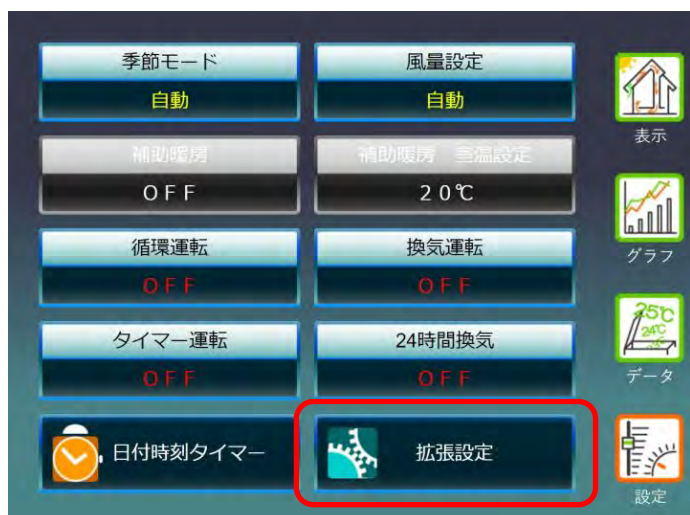 季節モード
風量設定
自動
自動
補助暖房
補助暖房 室温設定
OFF
20℃
循環運転
換気運転
OFF
OFF
タイマー運転
24時間換気
OFF
OFF
日付時刻タイマー
拡張設定
表示
グラフ
25℃
24℃
データ
設定